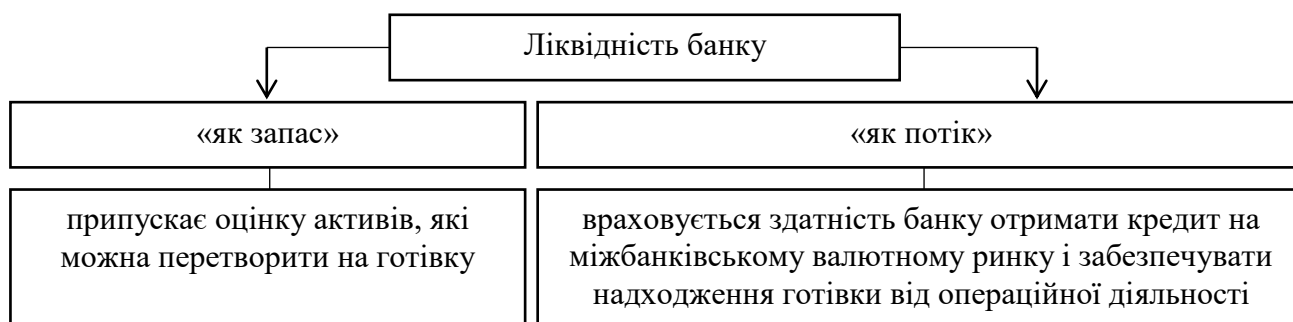 Ліквідність банку
«як запас»
«як потік»
припускає оцінку активів, які
можна перетворити на готівку
враховується здатність банку отримати кредит на
міжбанківському валютному ринку і забезпечувати
надходження готівки від операційної діяльності